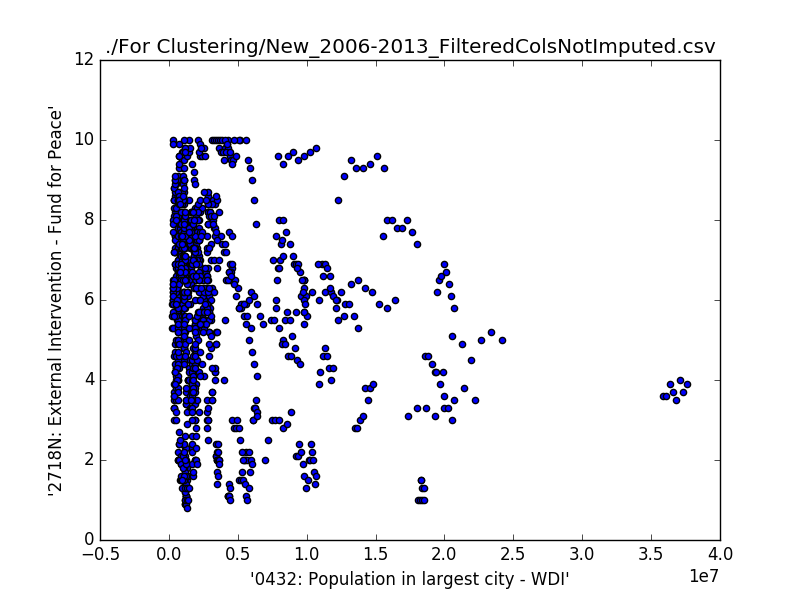 ./For Clustering/New_2006-2013_FilteredColsNotImputed.csv
12
10
8
6
4
2
0
'2718N: External Intervention - Fund for Peace'
−0.5 0.0 0.5 1.0 1.5 2.0 2.5 3.0 3.5 4.0
1e7
'0432: Population in largest city - WDI'